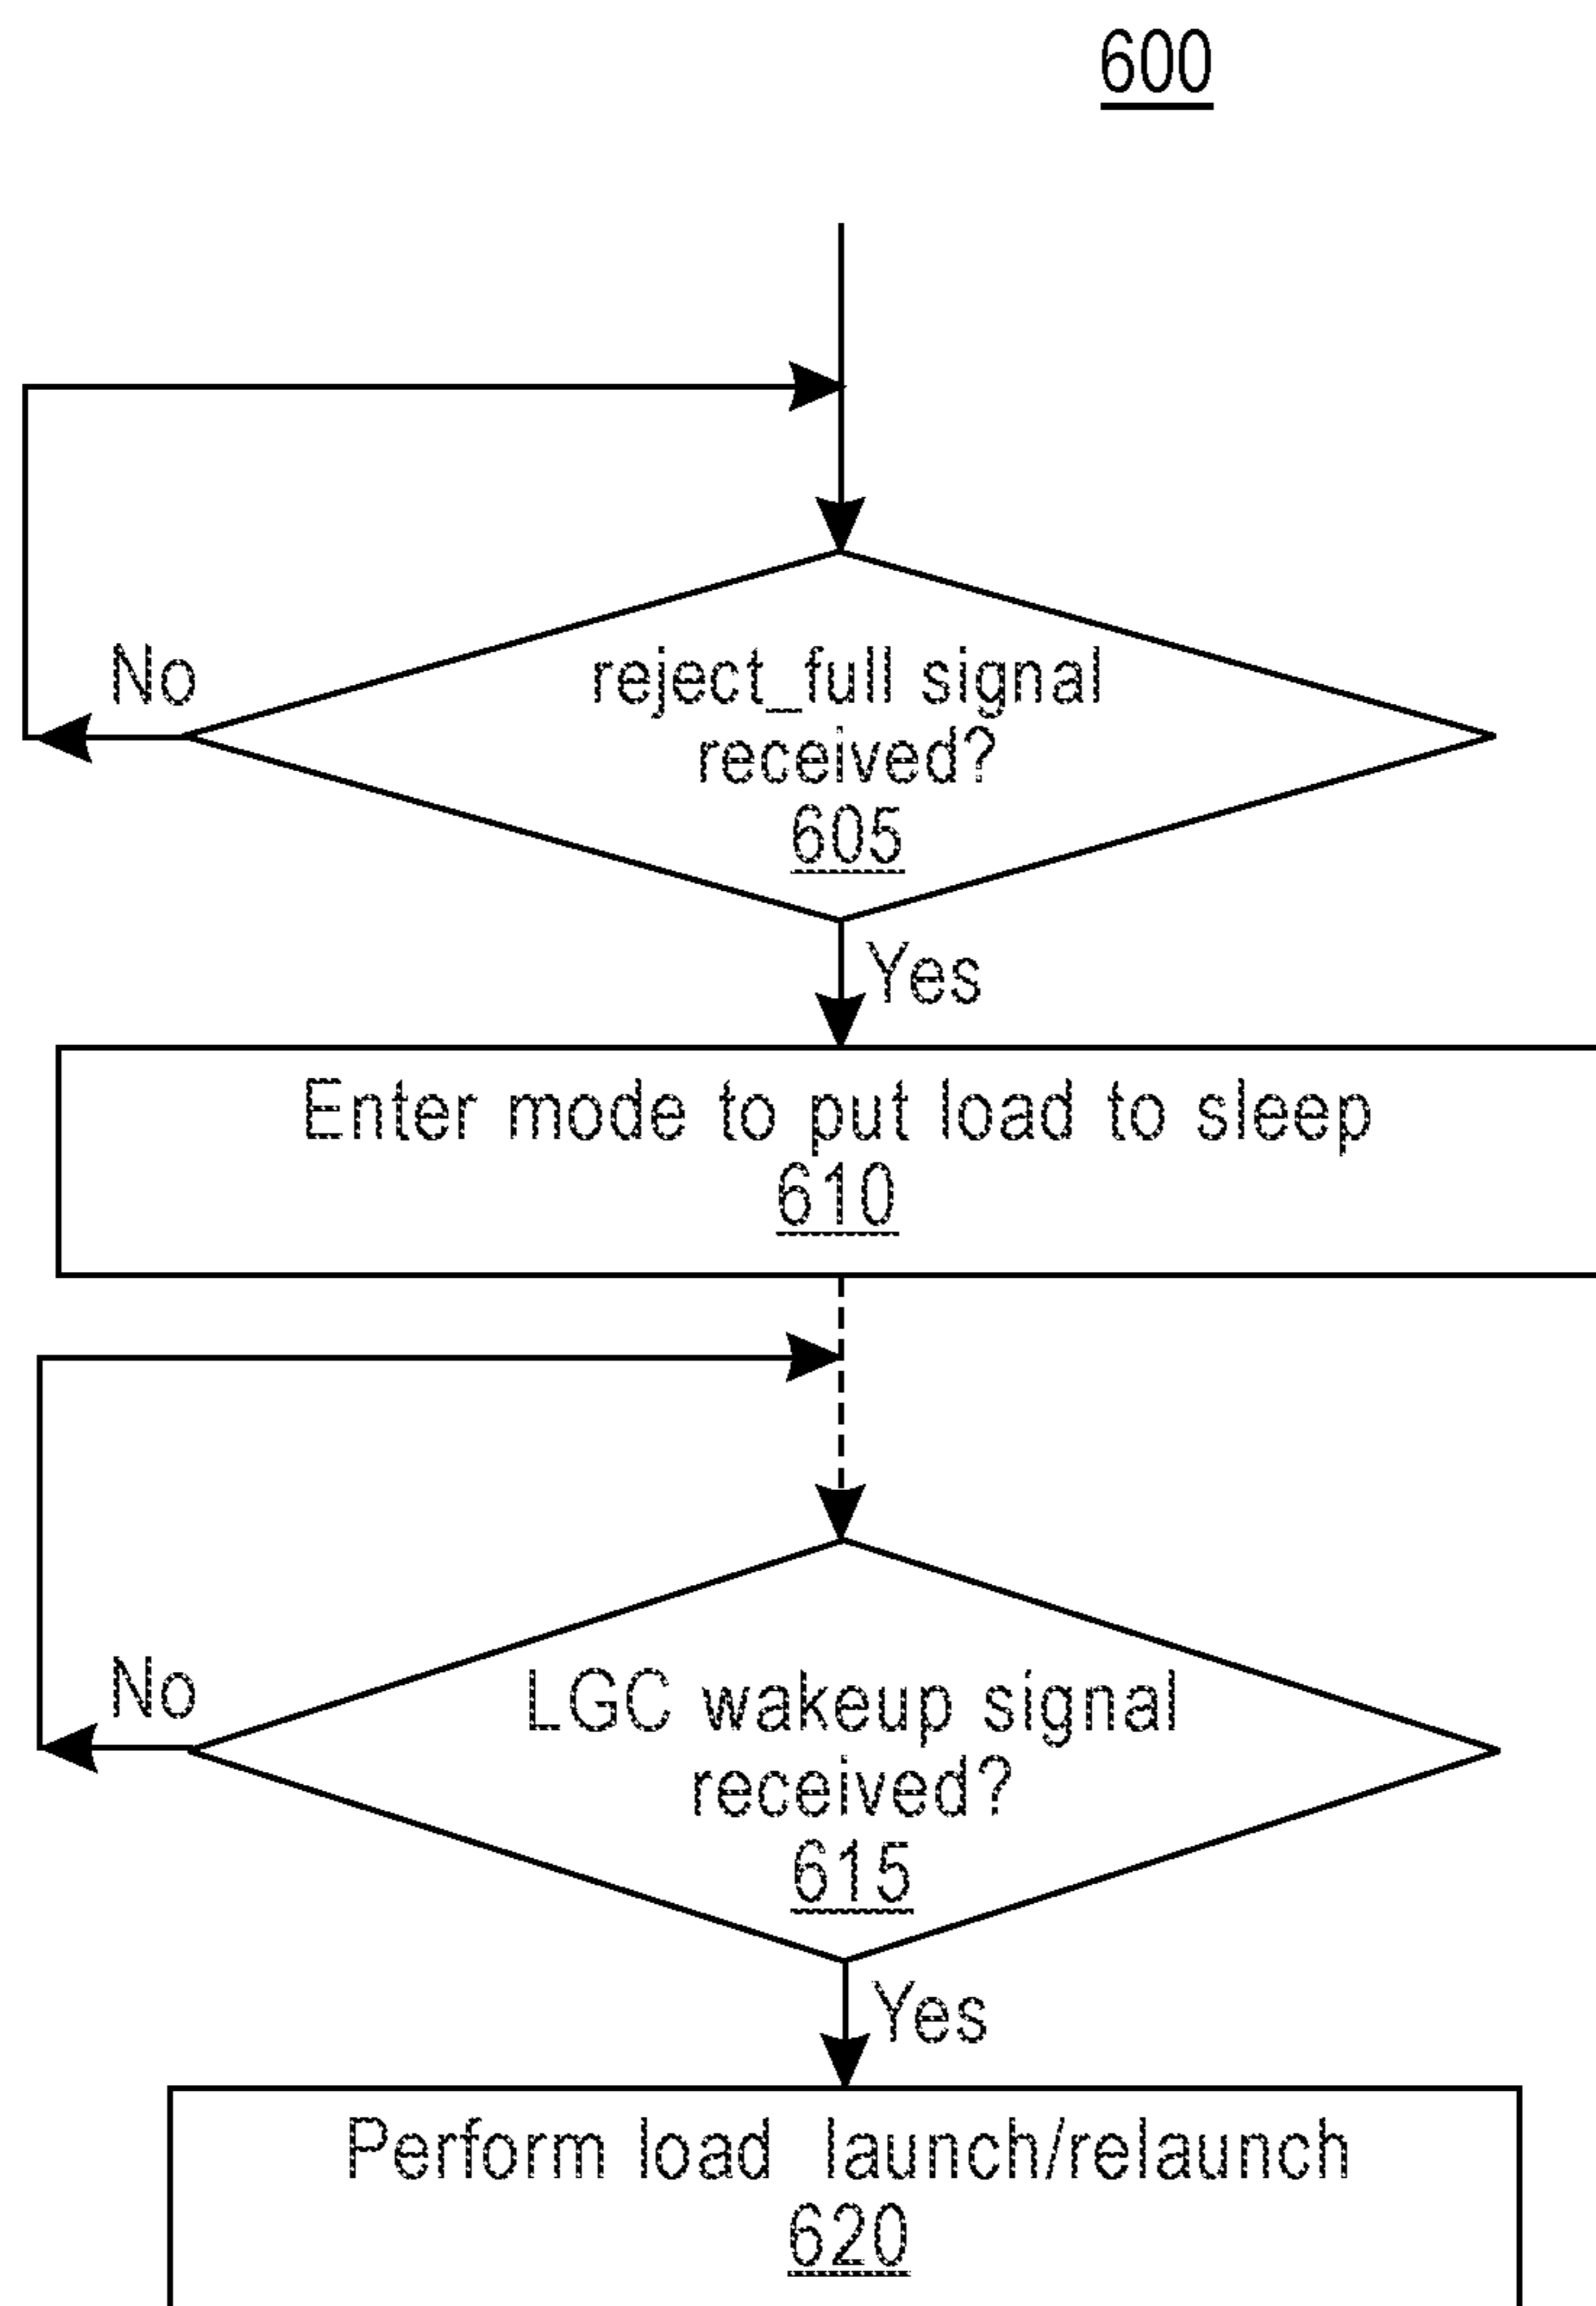 600
No
reject_full signal
received?
605
Yes
Enter mode to put load to sleep
610
No
LGC wakeup signal
received?
615
Yes
Perform load launch/relaunch
620